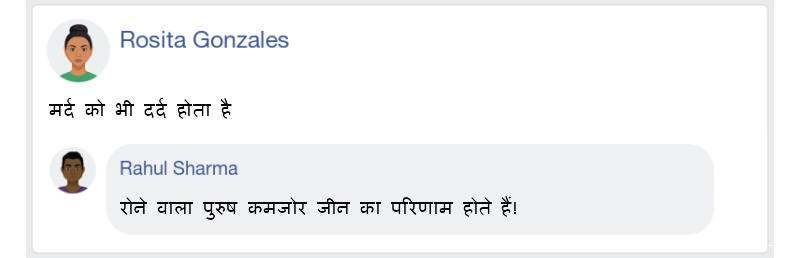 Rosita Gonzales
मर्द को भी दर्द होता है
Rahul Sharma
रोने वाला पुरुष कमजोर जीन का परिणाम होते हैं!